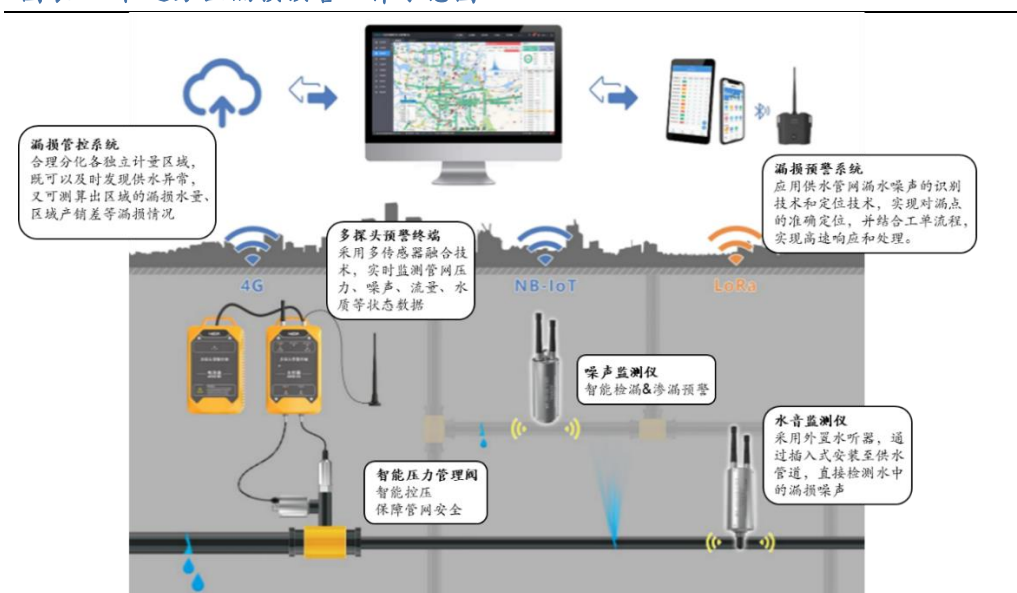 漏损管控系统
合理分化各独立计量区域，
既可以及时发现供水异常，
又可测算出区域的漏损水量、
区域产销差等漏损情况
漏损预警系统
应用供水管网漏水噪声的识别
技术和定位技术，实现对漏点
的准确定位，并结合工单流程，
实现高速响应和处理。
多探头预警终端
采用多传感器融合技
术，实时监测管网压
力、噪声、流量、水
质等状态数据
4G
NB-IoT
LoRa
噪声监测仪
智能检漏&渗漏预警
水音监测仪
采用外置水听器，通
过插入式安装至供水
管道，直接检测水中
的漏损噪声
智能压力管理阀
智能控压
保障管网安全